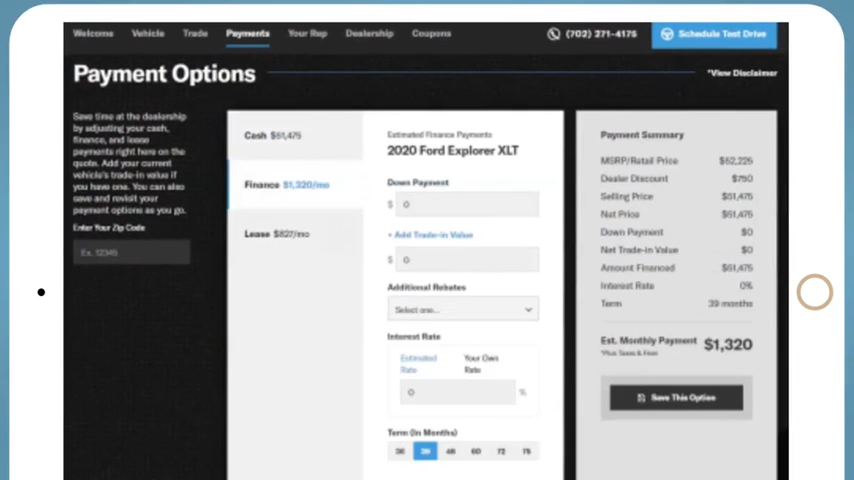 Welcome Vehicle Trade Payments Your Rep Dealership Coupons (702) 271-4175 Schedule Test Drive
Payment Options
*View Disclaimer
Save time at the dealership
by adjusting your cash,
finance, and lease
payments right here on the
quote. Add your current
vehicle's trade-in value if
you have one. You can also
save and revisit your
payment options as you go.
Enter Your Zip Code
Ex. 12345
Cash $61,475
Finance $1,320/mo
Lease $827/mo
Estimated Finance Payments
2020 Ford Explorer XLT
Down Payment
$ 0
+ Add Trade-in Value
$ 0
Additional Rebates
Select one...
Interest Rate
Estimated Rate
Your Own Rate
0 %
Term (In Months)
36 39 48 60 72 75
Payment Summary
MSRP/Retail Price $52,225
Dealer Discount $750
Selling Price $51,475
Net Price $51,475
Down Payment $0
Net Trade-in Value $0
Amount Financed $51,475
Interest Rate 0%
Term 39 months
Est. Monthly Payment $1,320
*Plus Taxes & Fees
Save This Option